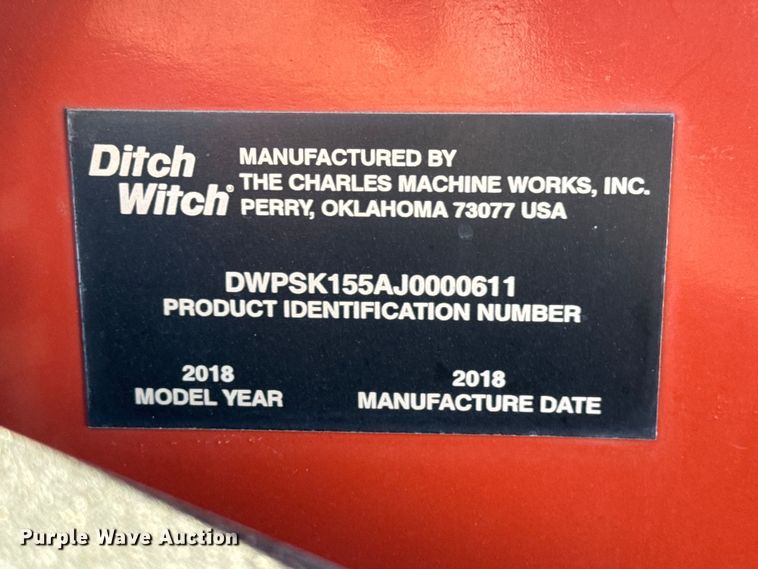 Ditch Witch®
MANUFACTURED BY
THE CHARLES MACHINE WORKS, INC.
PERRY, OKLAHOMA 73077 USA
DWPSK155AJ0000611
PRODUCT IDENTIFICATION NUMBER
2018
MODEL YEAR
2018
MANUFACTURE DATE
Purple Wave Auction